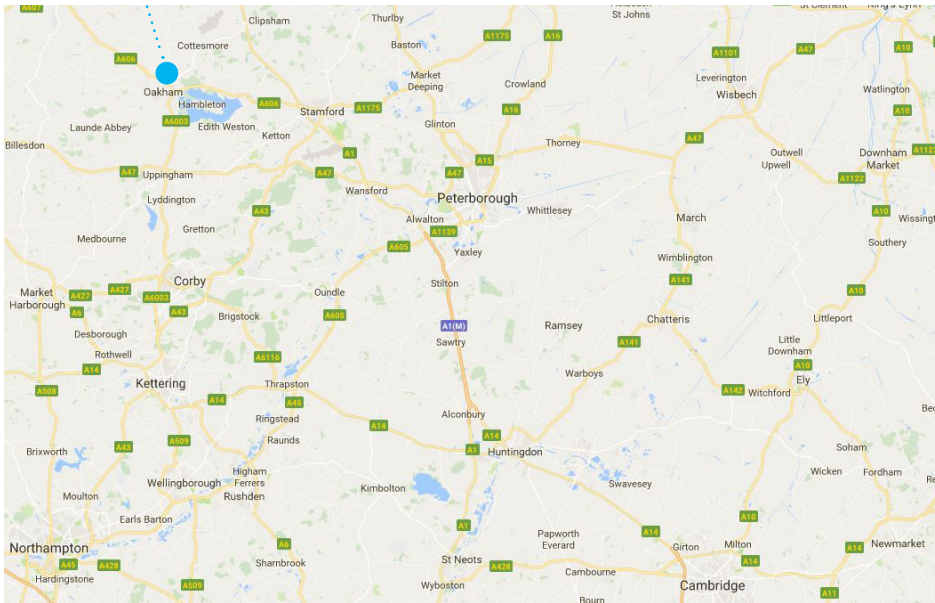 A607
Clipsham
Thurlby
St Johns
St Clement
King's Lynn
Cottesmore
Baston
A1175
A16
A1101
A47
A10
A606
Market
Deeping
Leverington
Oakham
Hambleton
A606
Stamford
A1175
Crowland
Wisbech
Watlington
A16
A10
A6003
Launde Abbey
Edith Weston
Ketton
Glinton
Billesdon
A1
A15
Thorney
A47
Outwell
Upwell
Downham
Market
A1122
A47
Uppingham
A47
Wansford
A47
A1122
Lyddington
Peterborough
A43
Alwalton
Whittlesey
March
A10
Wissing
Gretton
A1139
Medbourne
A605
Yaxley
Southery
Wimblington
Corby
Stilton
A141
Market
Harborough
A427
A427
A6003
Oundle
A10
A6
A43
Brigstock
A605
A1(M)
Ramsey
Chatteris
Littleport
Desborough
Sawtry
A141
Little
Downham
Rothwell
A6116
A14
Warboys
A10
Kettering
Thrapston
Ely
A508
A14
A45
A142
Witchford
Ringstead
Alconbury
A14
A43
A509
Raunds
A14
A1
Huntingdon
Soham
Brixworth
Higham
Ferrers
Wicken
Fordham
Wellingborough
Rushden
Kimbolton
Swavesey
Moulton
Earls Barton
A1
A10
Northampton
A6
Papworth
Everard
A14
Girton
Milton
A14
Newmarket
A45
A428
Sharnbrook
St Neots
A428
Cambourne
A14
Hardingstone
A509
Wyboston
Cambridge
A11
Bourn